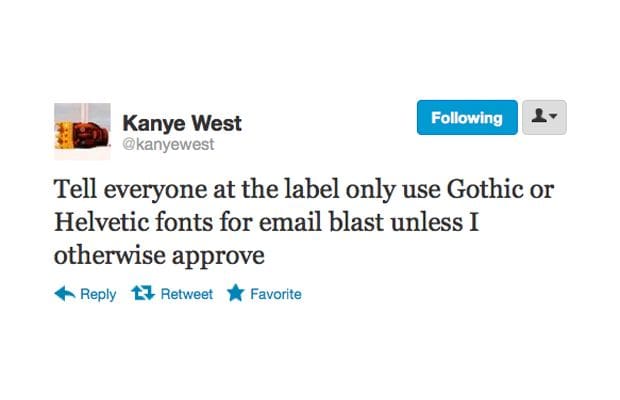 Kanye West
@kanyewest
Following
Tell everyone at the label only use Gothic or
Helvetic fonts for email blast unless I
otherwise approve
Reply Retweet Favorite